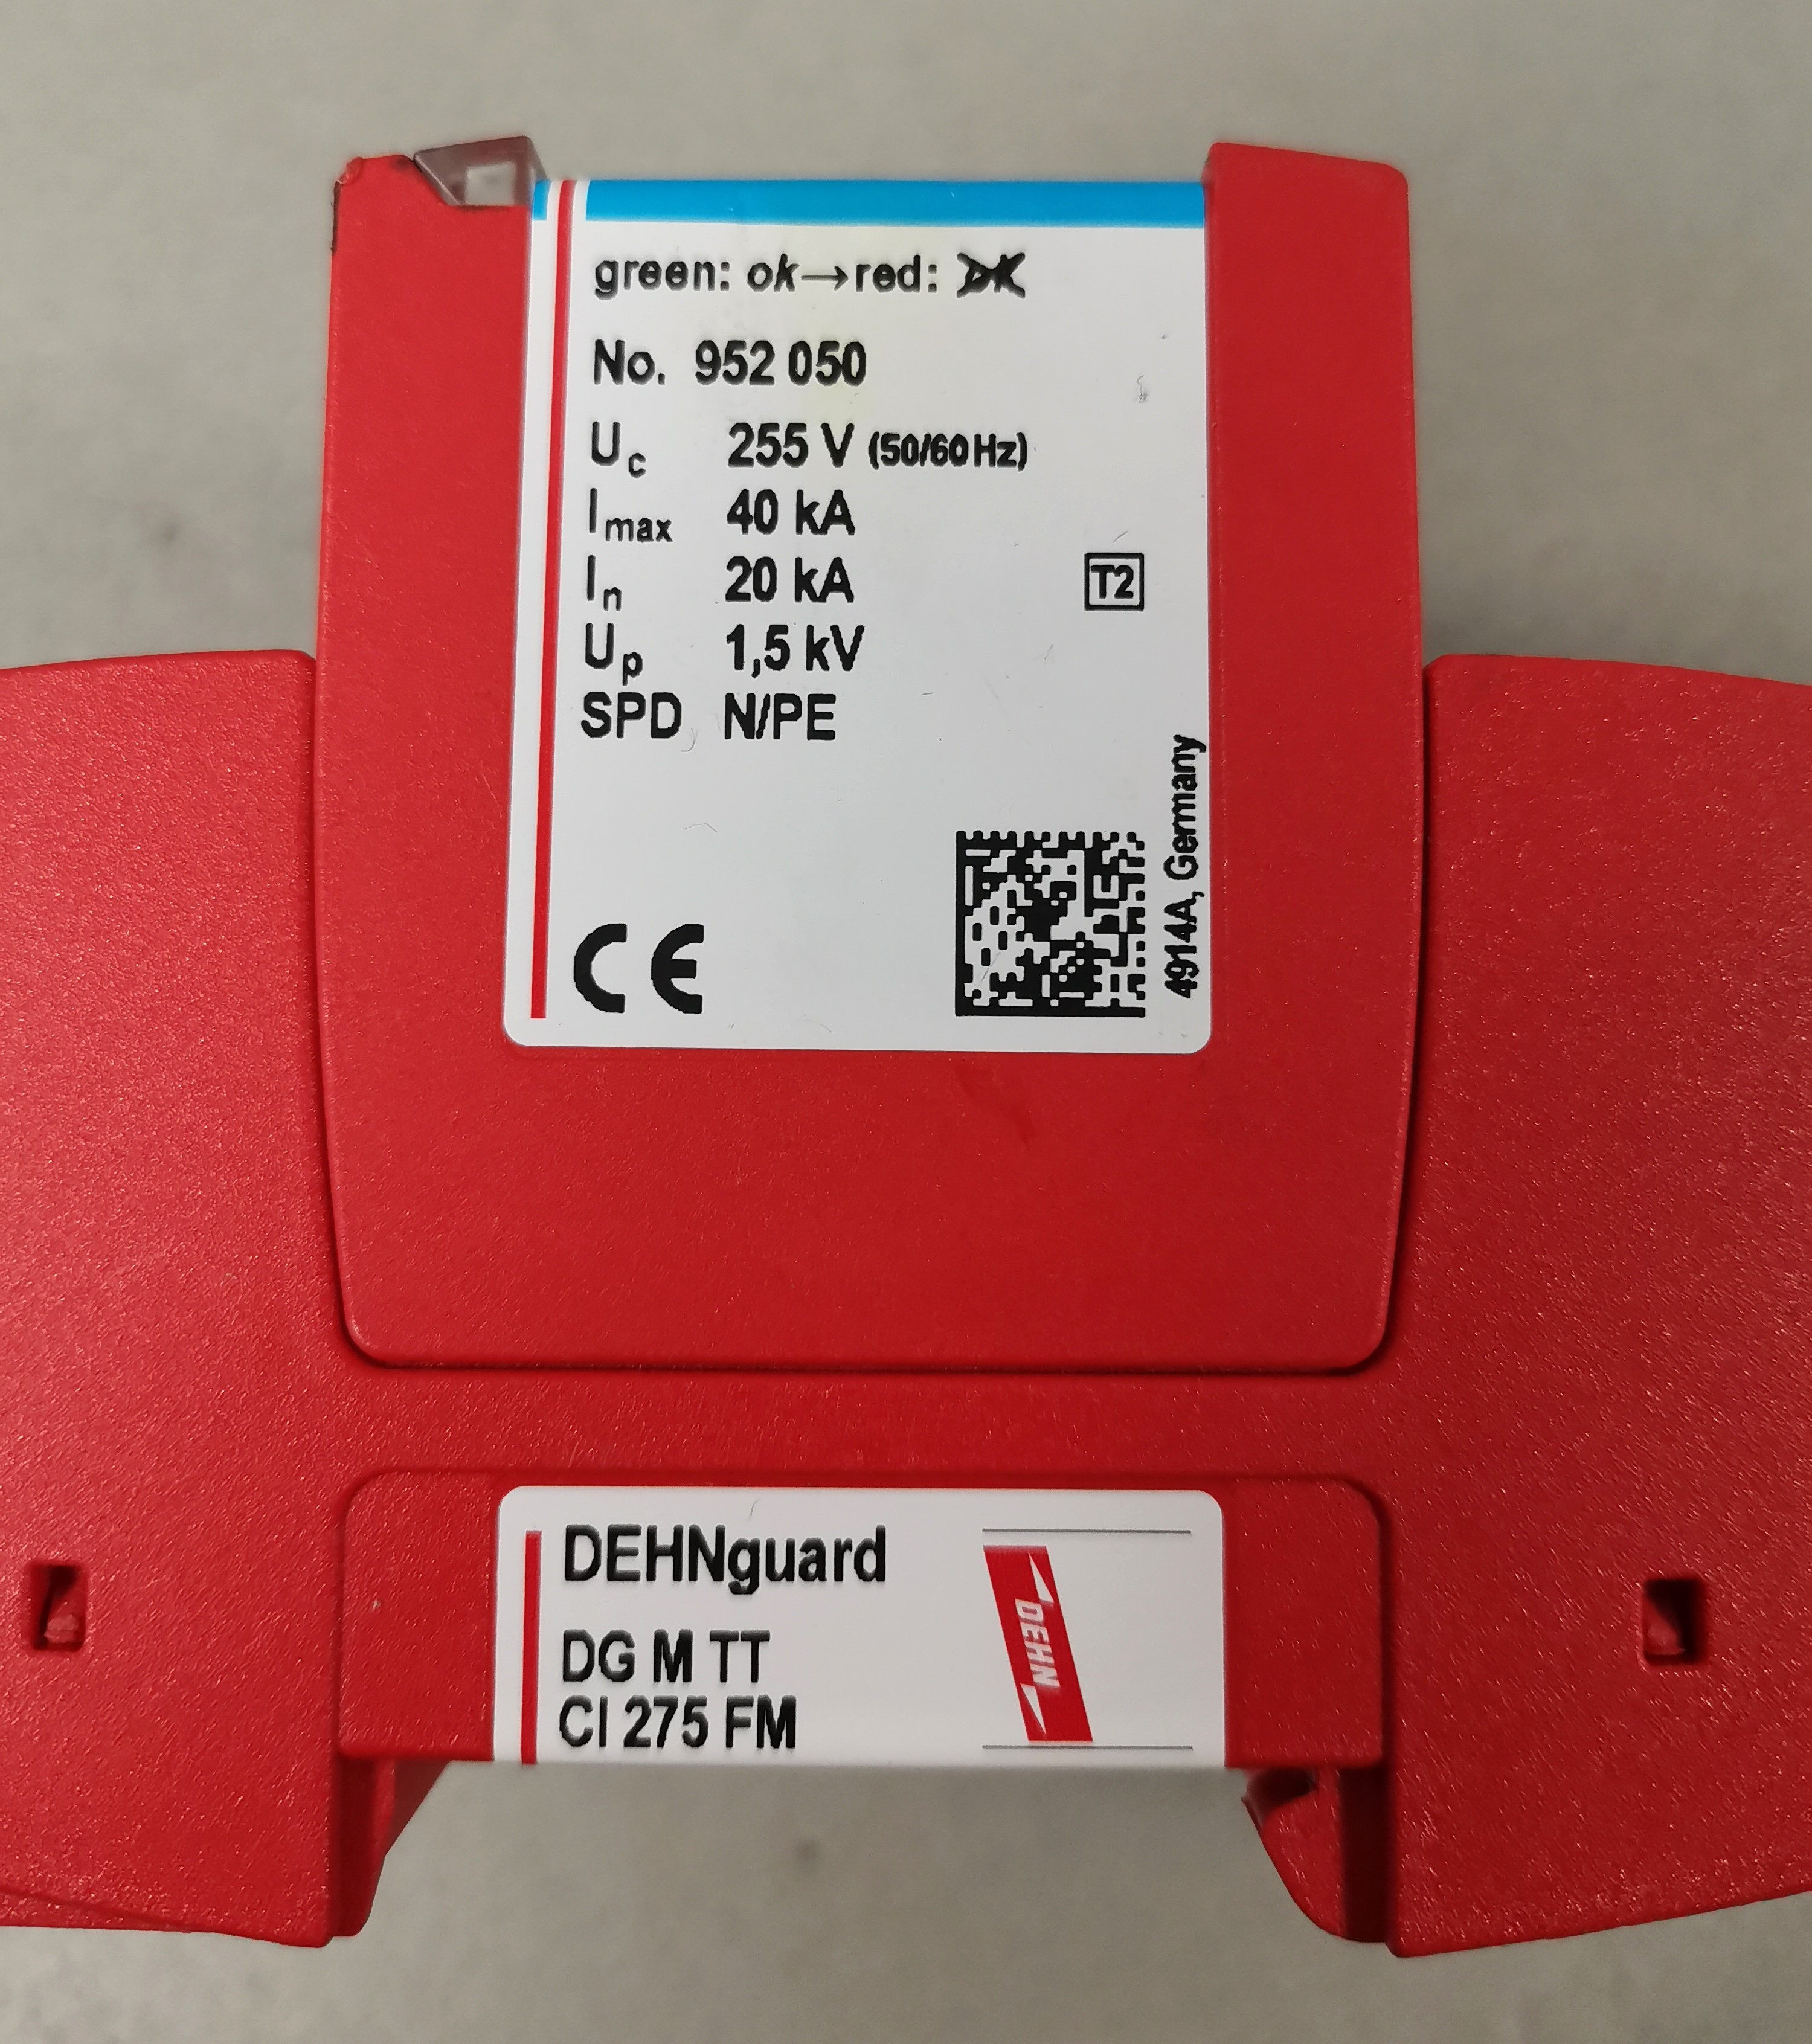 green: ok→red: ok
No. 952 050
Uc 255 V (50/60 Hz)
Imax 40 kA
In 20 kA
T2
Up 1,5 kV
SPD N/PE
4914A, Germany
CE
DEHNguard
DG M TT
CI 275 FM
DEHN